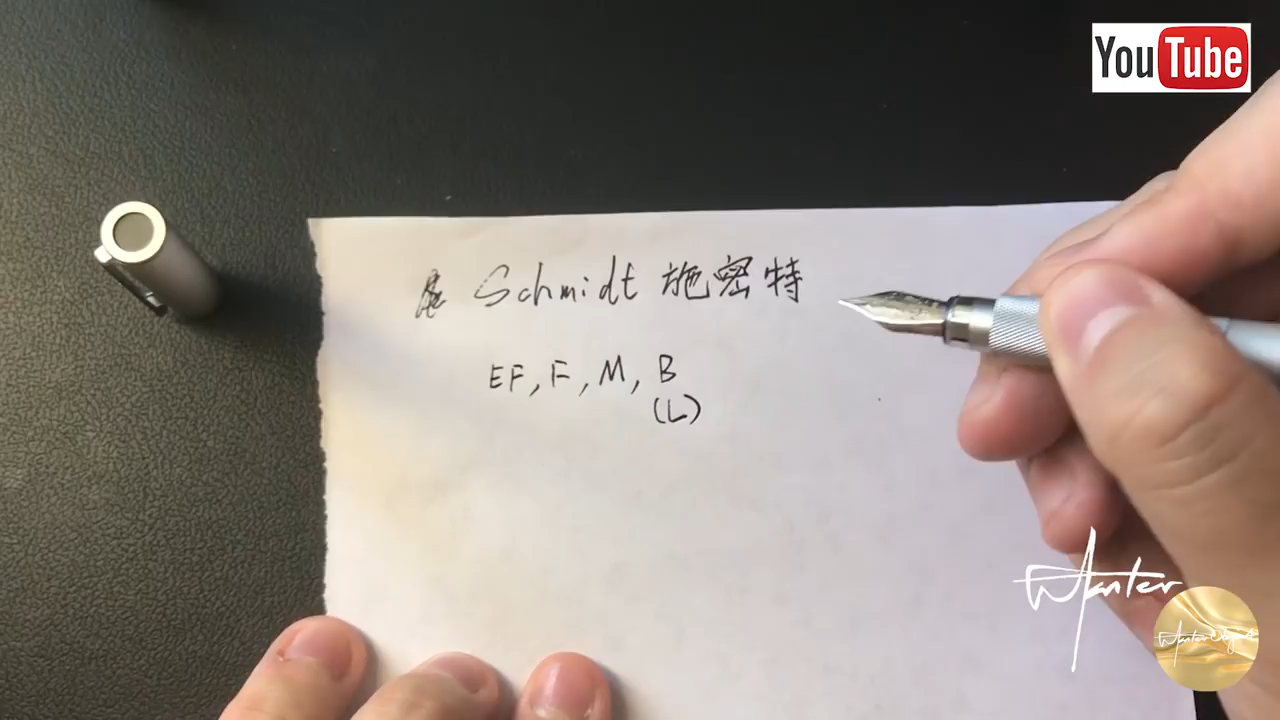 YouTube
Schmidt 施密特
EF, F, M, B
(L)